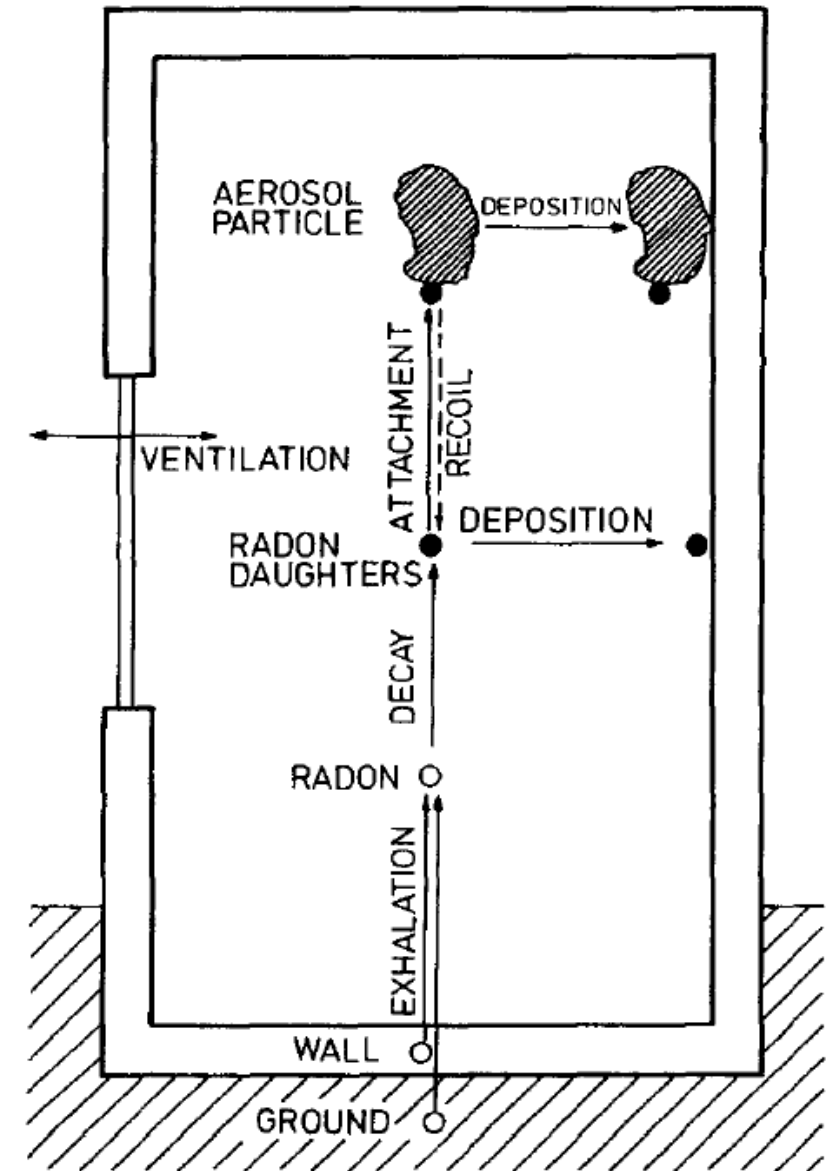 AEROSOL
PARTICLE
DEPOSITION
ATTACHMENT
RECOIL
VENTILATION
DEPOSITION
RADON
DAUGHTERS
DECAY
RADON
EXHALATION
WALL
GROUND